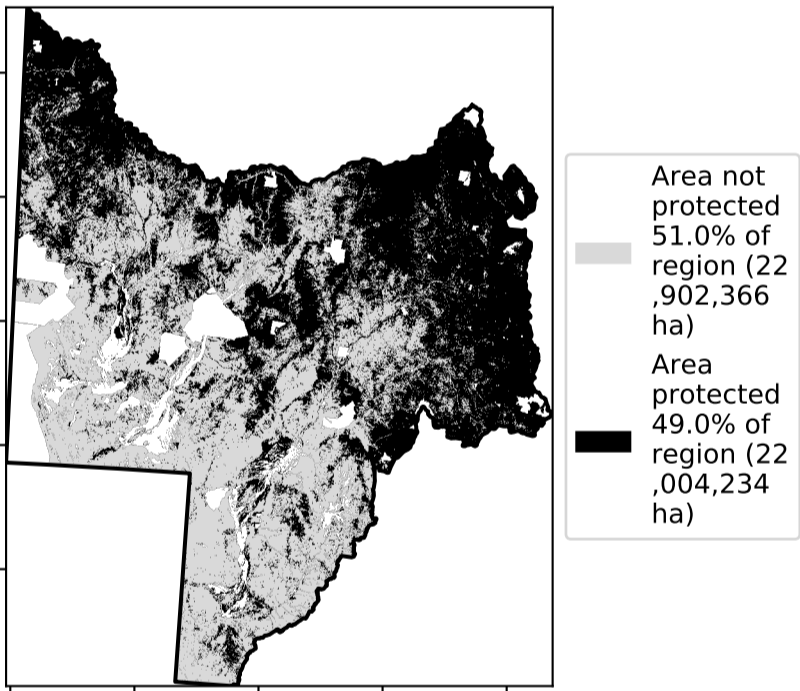 Area not
protected
51.0% of
region (22
,902,366
ha)
Area
protected
49.0% of
region (22
,004,234
ha)